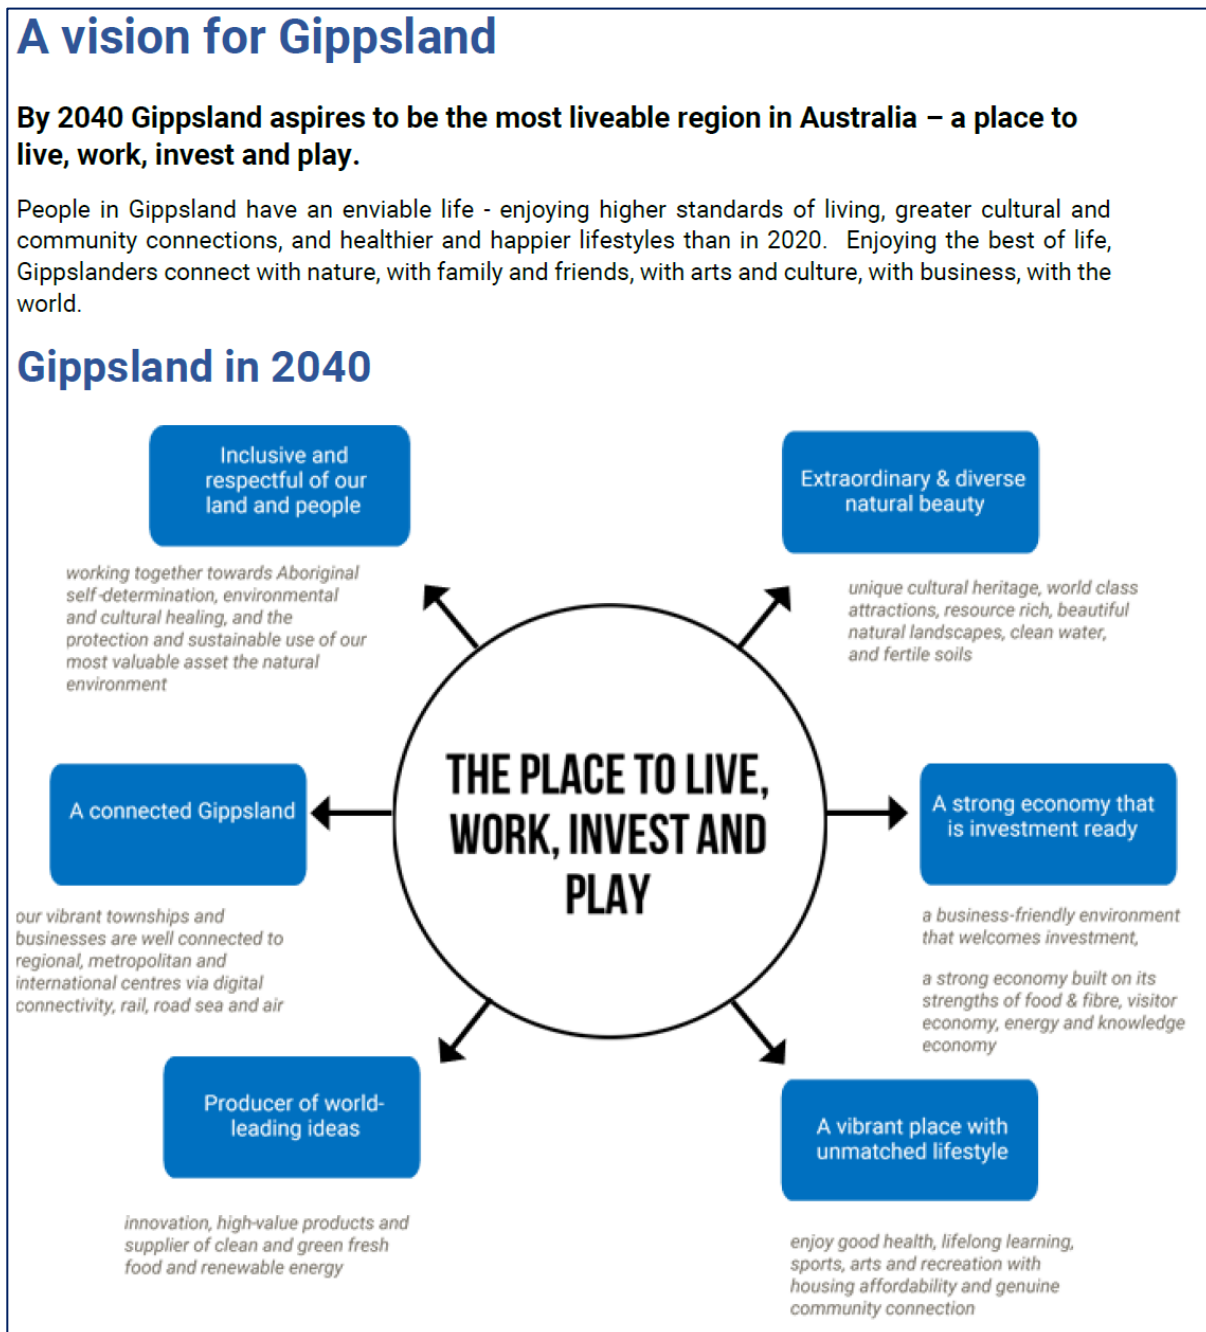 A vision for Gippsland
By 2040 Gippsland aspires to be the most liveable region in Australia – a place to
live, work, invest and play.
People in Gippsland have an enviable life - enjoying higher standards of living, greater cultural and
community connections, and healthier and happier lifestyles than in 2020. Enjoying the best of life,
Gippslanders connect with nature, with family and friends, with arts and culture, with business, with the
world.
Gippsland in 2040
Inclusive and
respectful of our
land and people
working together towards Aboriginal
self-determination, environmental
and cultural healing, and the
protection and sustainable use of our
most valuable asset the natural
environment
Extraordinary & diverse
natural beauty
unique cultural heritage, world class
attractions, resource rich, beautiful
natural landscapes, clean water,
and fertile soils
THE PLACE TO LIVE,
WORK, INVEST AND
PLAY
A connected Gippsland
our vibrant townships and
businesses are well connected to
regional, metropolitan and
international centres via digital
connectivity, rail, road sea and air
A strong economy that
is investment ready
a business-friendly environment
that welcomes investment,
a strong economy built on its
strengths of food & fibre, visitor
economy, energy and knowledge
economy
Producer of world-
leading ideas
innovation, high-value products and
supplier of clean and green fresh
food and renewable energy
A vibrant place with
unmatched lifestyle
enjoy good health, lifelong learning,
sports, arts and recreation with
housing affordability and genuine
community connection